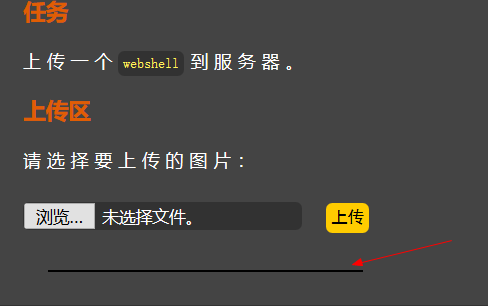 任务
上传一个 webshell 到服务器。
上传区
请选择要上传的图片：
浏览... 未选择文件。 上传